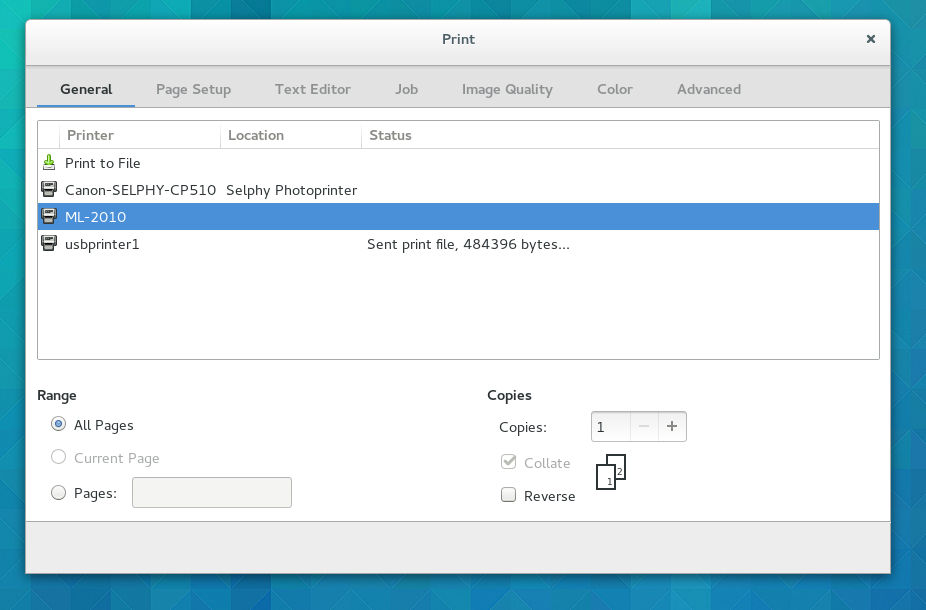 Print
General Page Setup Text Editor Job Image Quality Color Advanced
Printer Location Status
Print to File
Canon-SELPHY-CP510 Selphy Photoprinter
ML-2010
usbprinter1 Sent print file, 484396 bytes...
Range Copies
All Pages Copies: 1
Current Page Collate
Pages: Reverse
1 2